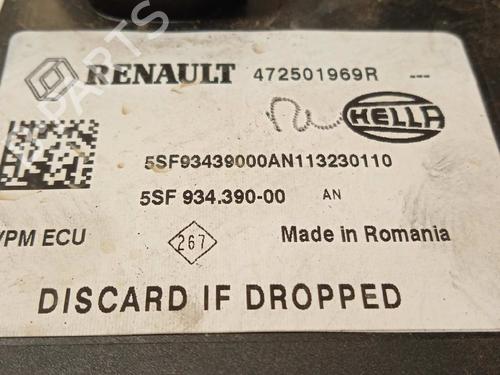 RENAULT 472501969R ---
HELLA
5SF93439000AN113230110
5SF 934.390-00 AN
VPM ECU
267
Made in Romania
DISCARD IF DROPPED